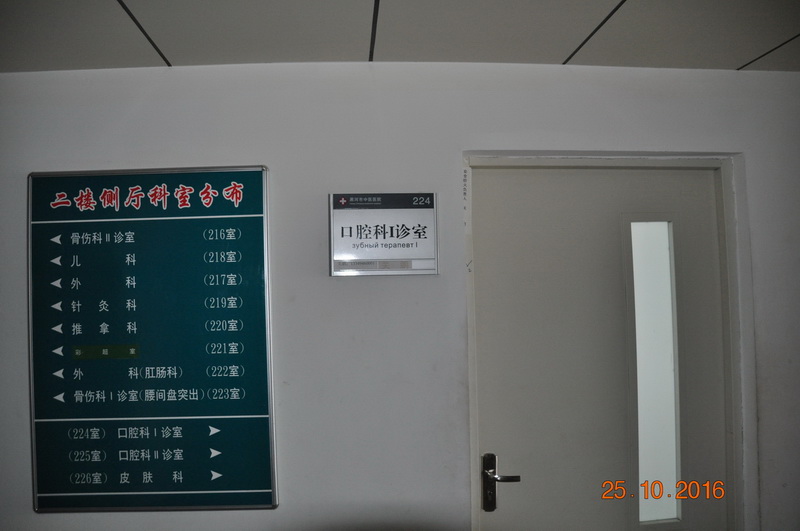 二楼侧厅科室分布
骨伤科Ⅱ诊室 (216室)
儿 科 (218室)
外 科 (217室)
针 灸 科 (219室)
推 拿 科 (220室)
彩 超 室 (221室)
外 科(肛肠科) (222室)
骨伤科Ⅰ诊室(腰间盘突出) (223室)
(224室) 口腔科Ⅰ诊室
(225室) 口腔科Ⅱ诊室
(226室) 皮 肤 科
224
口腔科Ⅰ诊室
зубный терапевт I
25.10.2016